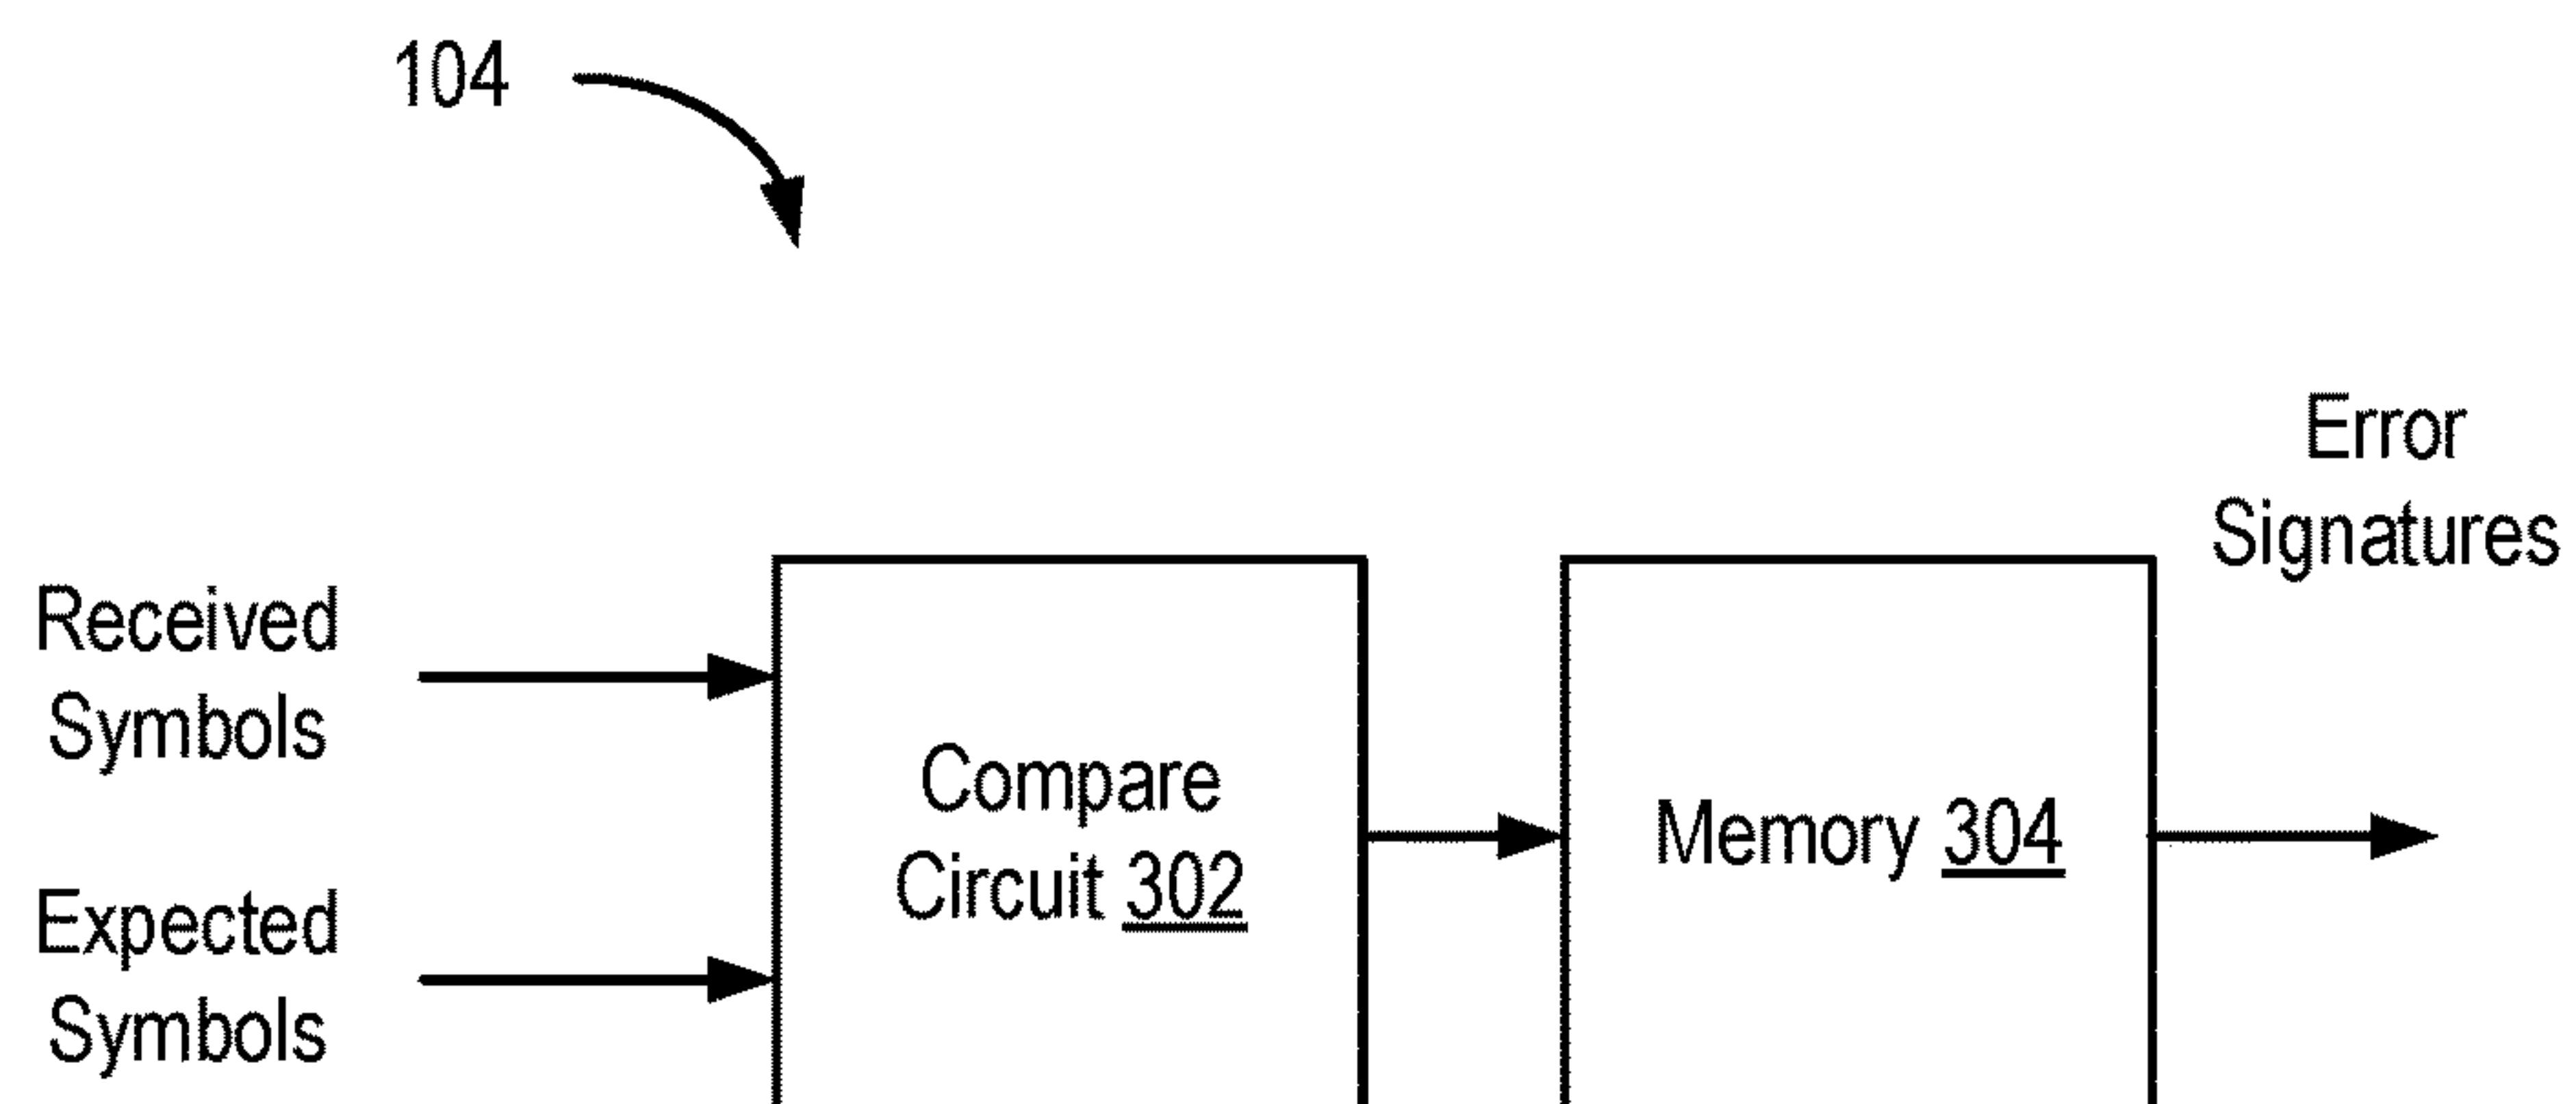 104
Error
Signatures
Received
Symbols
Compare
Circuit 302
Memory 304
Expected
Symbols